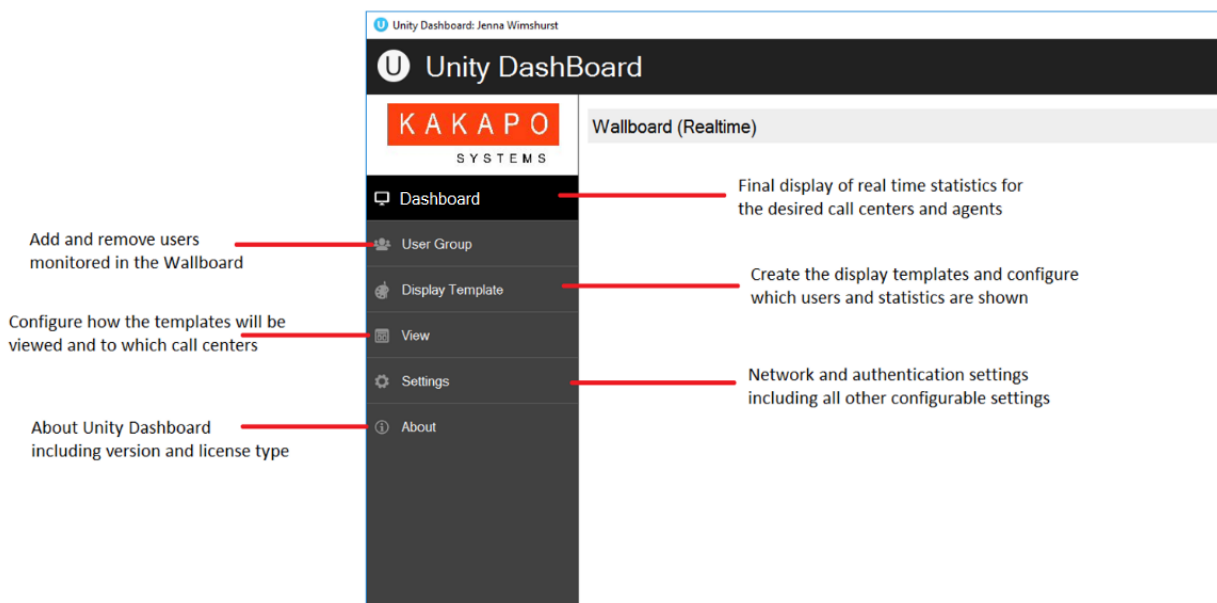 Unity Dashboard: Jenna Wimshurst
U Unity DashBoard
KAKAPO
SYSTEMS
Wallboard (Realtime)
Dashboard
Final display of real time statistics for
the desired call centers and agents
Add and remove users
monitored in the Wallboard
User Group
Display Template
Create the display templates and configure
which users and statistics are shown
Configure how the templates will be
viewed and to which call centers
View
Settings
Network and authentication settings
including all other configurable settings
About Unity Dashboard
including version and license type
About